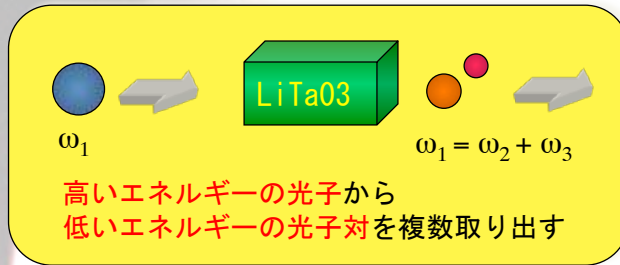 LiTaO3
ω₁
ω₁ = ω₂ + ω₃
高いエネルギーの光子から
低いエネルギーの光子対を複数取り出す